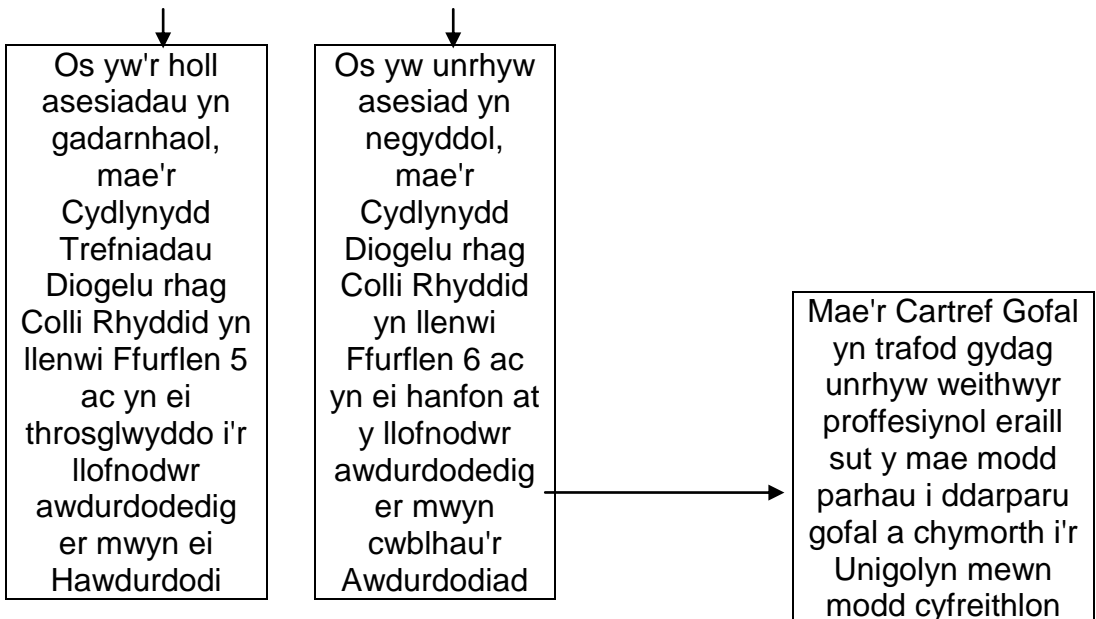 Os yw'r holl
asesiadau yn
gadarnhaol,
mae'r
Cydlynydd
Trefniadau
Diogelu rhag
Colli Rhyddid yn
llenwi Ffurflen 5
ac yn ei
throsglwyddo i'r
llofnodwr
awdurdodedig
er mwyn ei
Hawdurdodi
Os yw unrhyw
asesiad yn
negyddol,
mae'r
Cydlynydd
Diogelu rhag
Colli Rhyddid
yn llenwi
Ffurflen 6 ac
yn ei hanfon at
y llofnodwr
awdurdodedig
er mwyn
cwblhau'r
Awdurdodiad
Mae'r Cartref Gofal
yn trafod gydag
unrhyw weithwyr
proffesiynol eraill
sut y mae modd
parhau i ddarparu
gofal a chymorth i'r
Unigolyn mewn
modd cyfreithlon